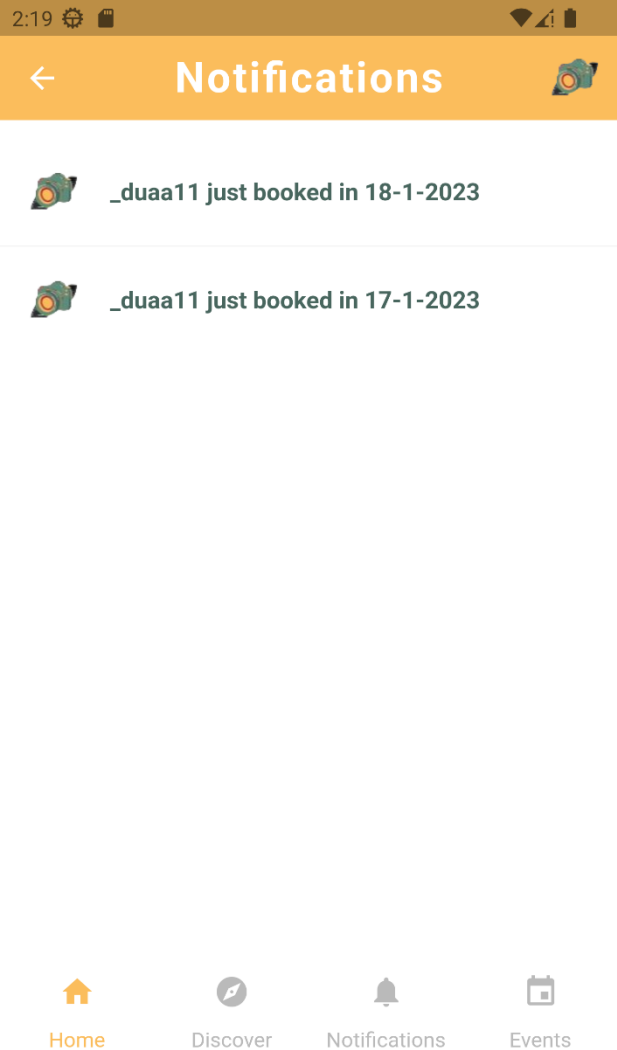 2:19
Notifications
_duaa11 just booked in 18-1-2023
_duaa11 just booked in 17-1-2023
Home Discover Notifications Events